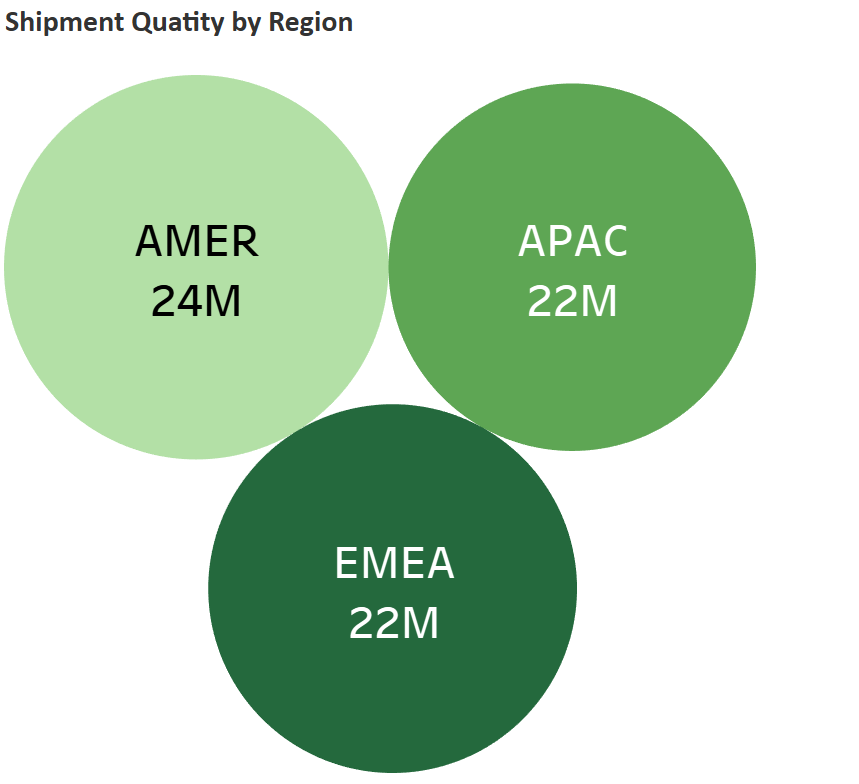 Shipment Quatity by Region
AMER
24M
APAC
22M
EMEA
22M